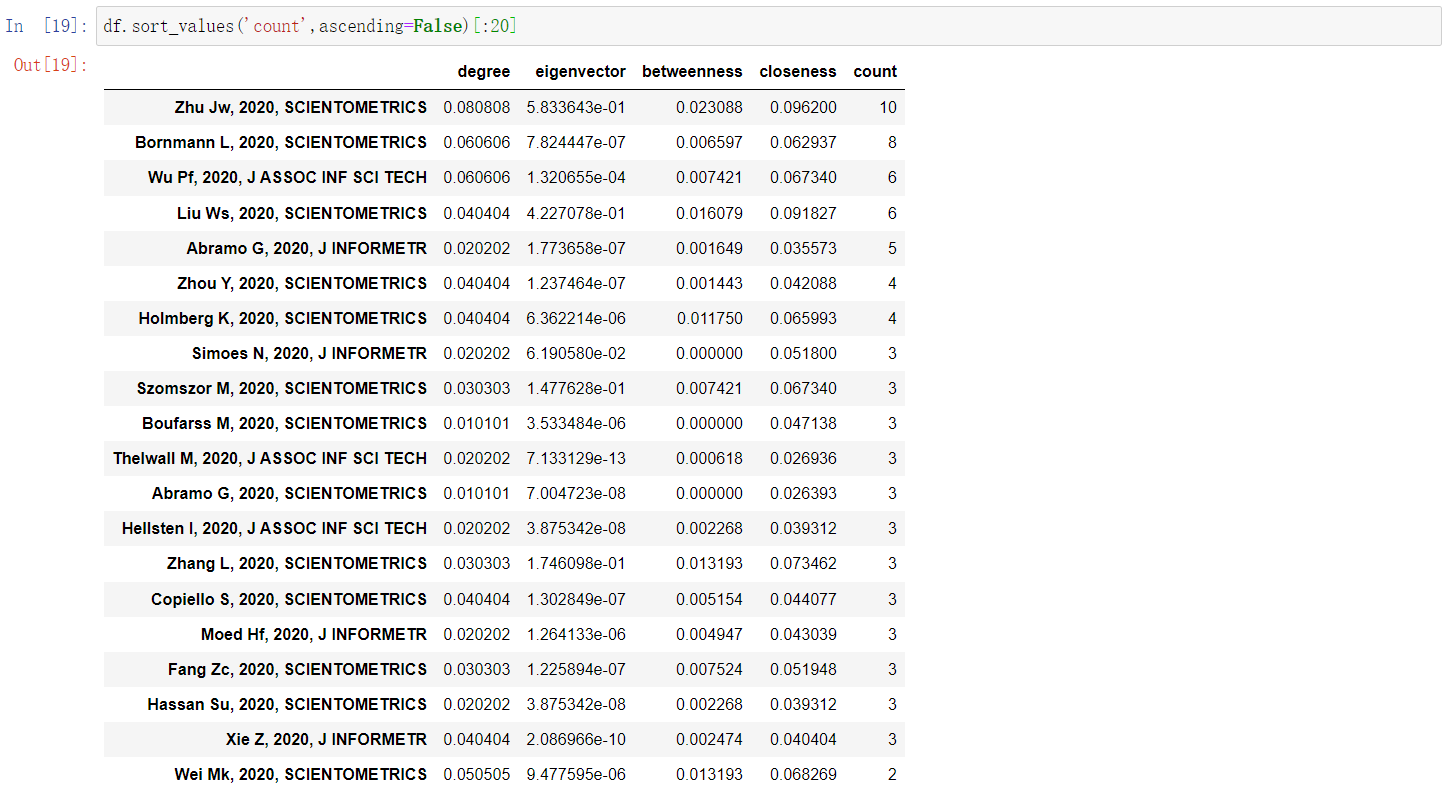 In [19]: df.sort_values('count',ascending=False)[:20]
Out[19]:
degree eigenvector betweenness closeness count
Zhu Jw, 2020, SCIENTOMETRICS 0.080808 5.833643e-01 0.023088 0.096200 10
Bornmann L, 2020, SCIENTOMETRICS 0.060606 7.824447e-07 0.006597 0.062937 8
Wu Pf, 2020, J ASSOC INF SCI TECH 0.060606 1.320655e-04 0.007421 0.067340 6
Liu Ws, 2020, SCIENTOMETRICS 0.040404 4.227078e-01 0.016079 0.091827 6
Abramo G, 2020, J INFORMETR 0.020202 1.773658e-07 0.001649 0.035573 5
Zhou Y, 2020, SCIENTOMETRICS 0.040404 1.237464e-07 0.001443 0.042088 4
Holmberg K, 2020, SCIENTOMETRICS 0.040404 6.362214e-06 0.011750 0.065993 4
Simoes N, 2020, J INFORMETR 0.020202 6.190580e-02 0.000000 0.051800 3
Szomszor M, 2020, SCIENTOMETRICS 0.030303 1.477628e-01 0.007421 0.067340 3
Boufarss M, 2020, SCIENTOMETRICS 0.010101 3.533484e-06 0.000000 0.047138 3
Thelwall M, 2020, J ASSOC INF SCI TECH 0.020202 7.133129e-13 0.000618 0.026936 3
Abramo G, 2020, SCIENTOMETRICS 0.010101 7.004723e-08 0.000000 0.026393 3
Hellsten I, 2020, J ASSOC INF SCI TECH 0.020202 3.875342e-08 0.002268 0.039312 3
Zhang L, 2020, SCIENTOMETRICS 0.030303 1.746098e-01 0.013193 0.073462 3
Copiello S, 2020, SCIENTOMETRICS 0.040404 1.302849e-07 0.005154 0.044077 3
Moed Hf, 2020, J INFORMETR 0.020202 1.264133e-06 0.004947 0.043039 3
Fang Zc, 2020, SCIENTOMETRICS 0.030303 1.225894e-07 0.007524 0.051948 3
Hassan Su, 2020, SCIENTOMETRICS 0.020202 3.875342e-08 0.002268 0.039312 3
Xie Z, 2020, J INFORMETR 0.040404 2.086966e-10 0.002474 0.040404 3
Wei Mk, 2020, SCIENTOMETRICS 0.050505 9.477595e-06 0.013193 0.068269 2